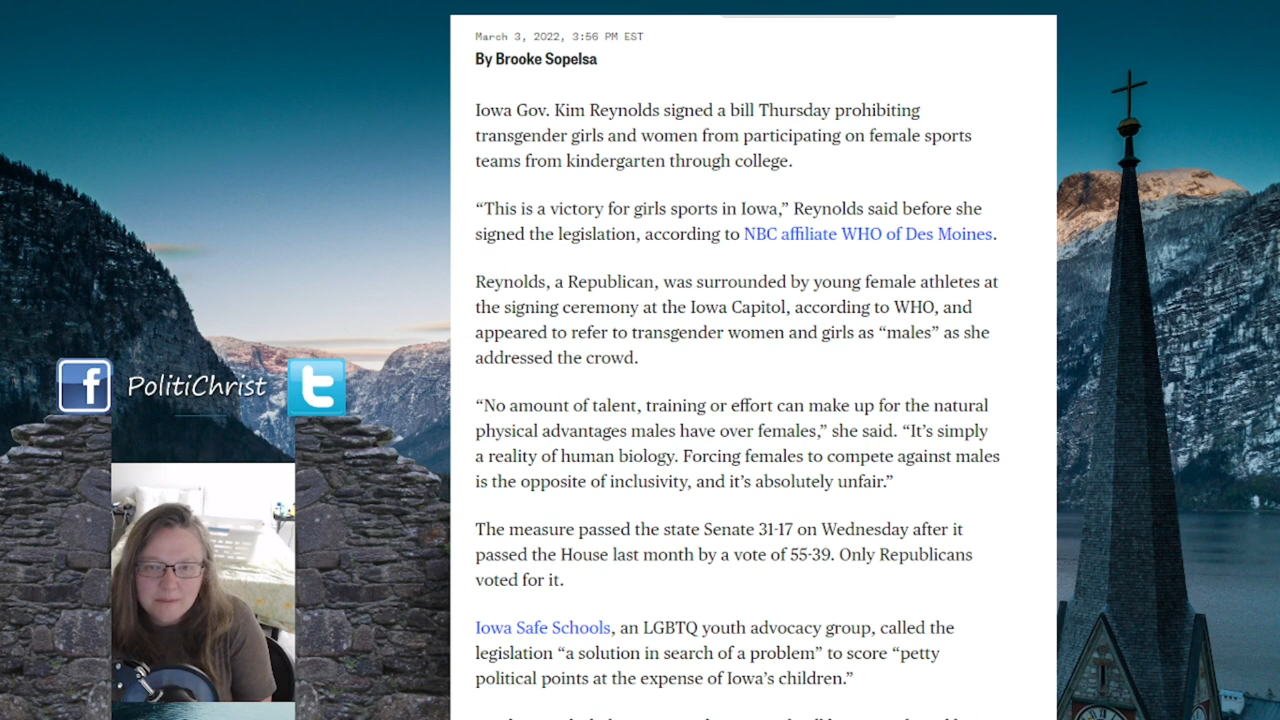 March 3, 2022, 3:56 PM EST
By Brooke Sopelsa
Iowa Gov. Kim Reynolds signed a bill Thursday prohibiting
transgender girls and women from participating on female sports
teams from kindergarten through college.
“This is a victory for girls sports in Iowa,” Reynolds said before she
signed the legislation, according to NBC affiliate WHO of Des Moines.
Reynolds, a Republican, was surrounded by young female athletes at
the signing ceremony at the Iowa Capitol, according to WHO, and
appeared to refer to transgender women and girls as “males” as she
addressed the crowd.
“No amount of talent, training or effort can make up for the natural
physical advantages males have over females,” she said. “It’s simply
a reality of human biology. Forcing females to compete against males
is the opposite of inclusivity, and it’s absolutely unfair.”
The measure passed the state Senate 31-17 on Wednesday after it
passed the House last month by a vote of 55-39. Only Republicans
voted for it.
Iowa Safe Schools, an LGBTQ youth advocacy group, called the
legislation “a solution in search of a problem” to score “petty
political points at the expense of Iowa’s children.”
f PolitiChrist t